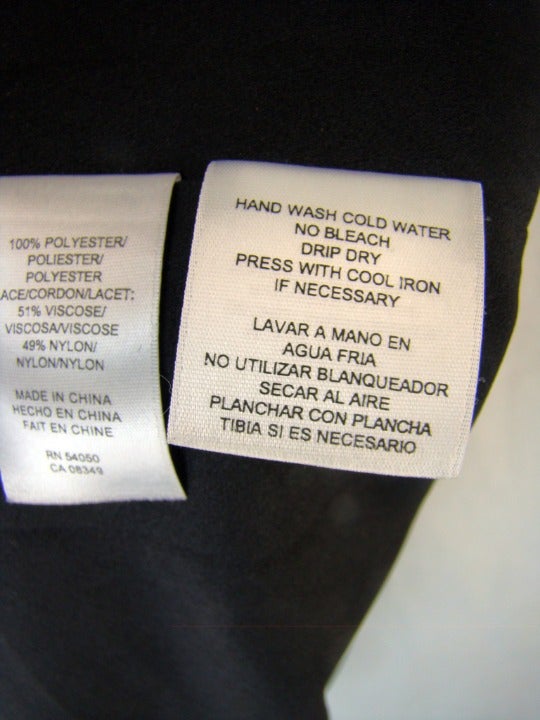 100% POLYESTER/
POLIESTER/
POLYESTER
ACE/CORDON/LACET:
51% VISCOSE/
VISCOSA/VISCOSE
49% NYLON/
NYLON/NYLON
MADE IN CHINA
HECHO EN CHINA
FAIT EN CHINE
RN 54050
CA 08349
HAND WASH COLD WATER
NO BLEACH
DRIP DRY
PRESS WITH COOL IRON
IF NECESSARY
LAVAR A MANO EN
AGUA FRIA
NO UTILIZAR BLANQUEADOR
SECAR AL AIRE
PLANCHAR CON PLANCHA
TIBIA SI ES NECESARIO